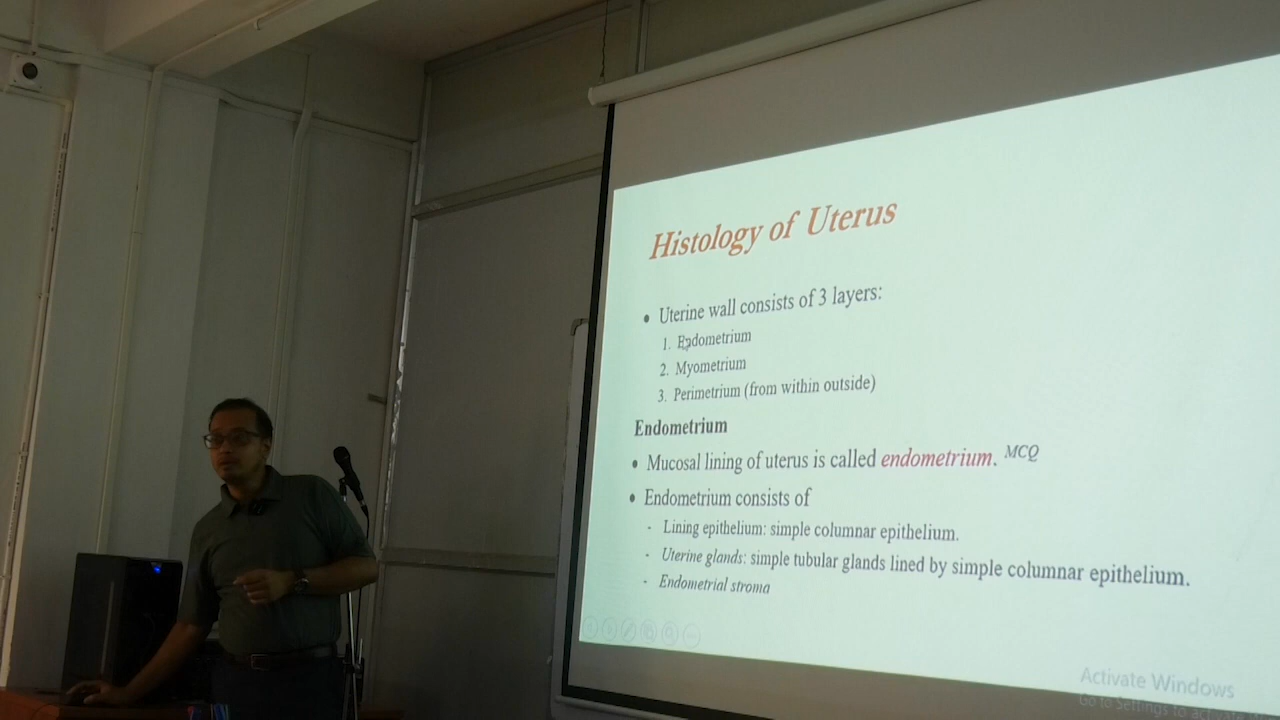 Histology of Uterus
• Uterine wall consists of 3 layers:
1. Endometrium
2. Myometrium
3. Perimetrium (from within outside)
Endometrium
• Mucosal lining of uterus is called endometrium. MCQ
• Endometrium consists of
- Lining epithelium: simple columnar epithelium.
- Uterine glands: simple tubular glands lined by simple columnar epithelium.
- Endometrial stroma
Activate Windows
Go to Settings to